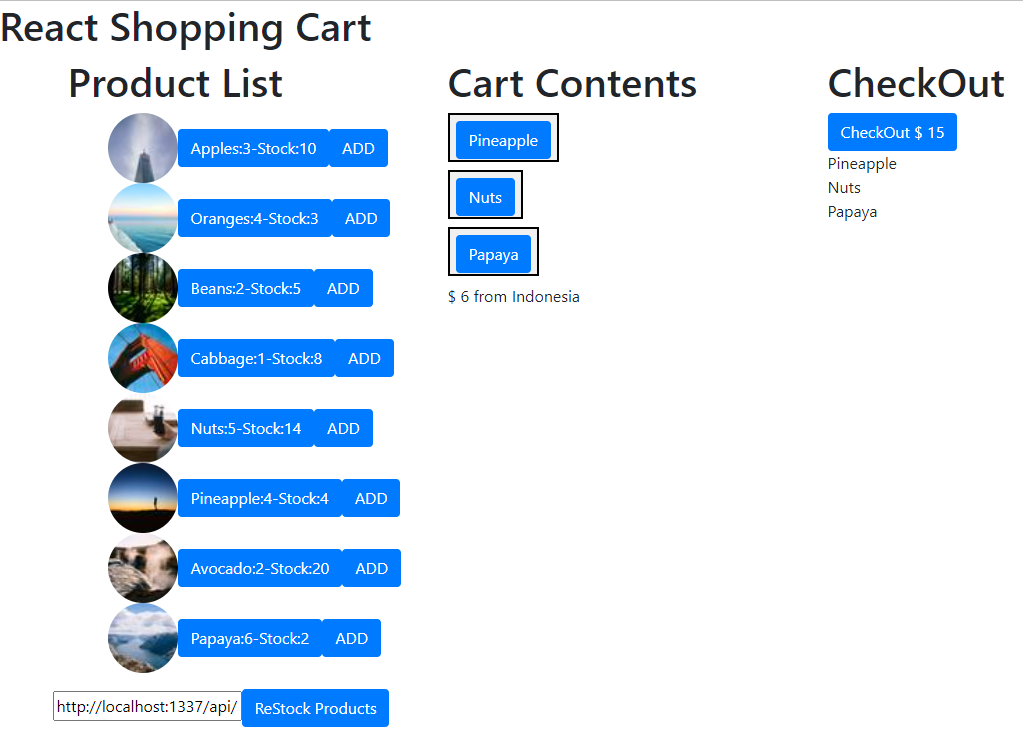 React Shopping Cart
Product List
Apples:3-Stock:10 ADD
Oranges:4-Stock:3 ADD
Beans:2-Stock:5 ADD
Cabbage:1-Stock:8 ADD
Nuts:5-Stock:14 ADD
Pineapple:4-Stock:4 ADD
Avocado:2-Stock:20 ADD
Papaya:6-Stock:2 ADD
http://localhost:1337/api/ ReStock Products
Cart Contents
Pineapple
Nuts
Papaya
$ 6 from Indonesia
CheckOut
CheckOut $ 15
Pineapple
Nuts
Papaya